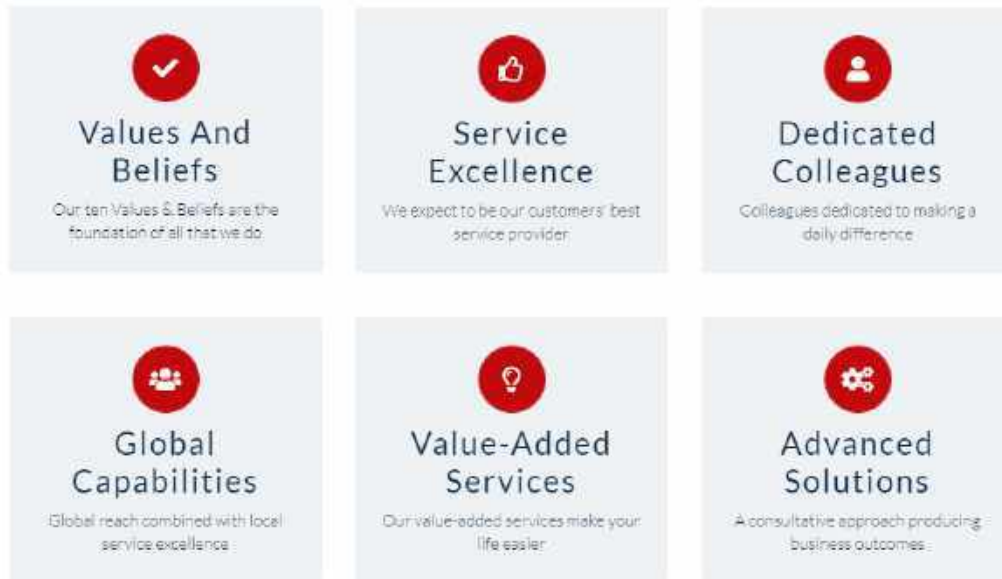 Values And
Beliefs
Our ten Values & Beliefs are the
foundation of all that we do
Service
Excellence
We expect to be our customers' best
service provider
Dedicated
Colleagues
Colleagues dedicated to making a
daily difference
Global
Capabilities
Global reach combined with local
service excellence
Value-Added
Services
Our value-added services make your
life easier
Advanced
Solutions
A consultative approach producing
business outcomes